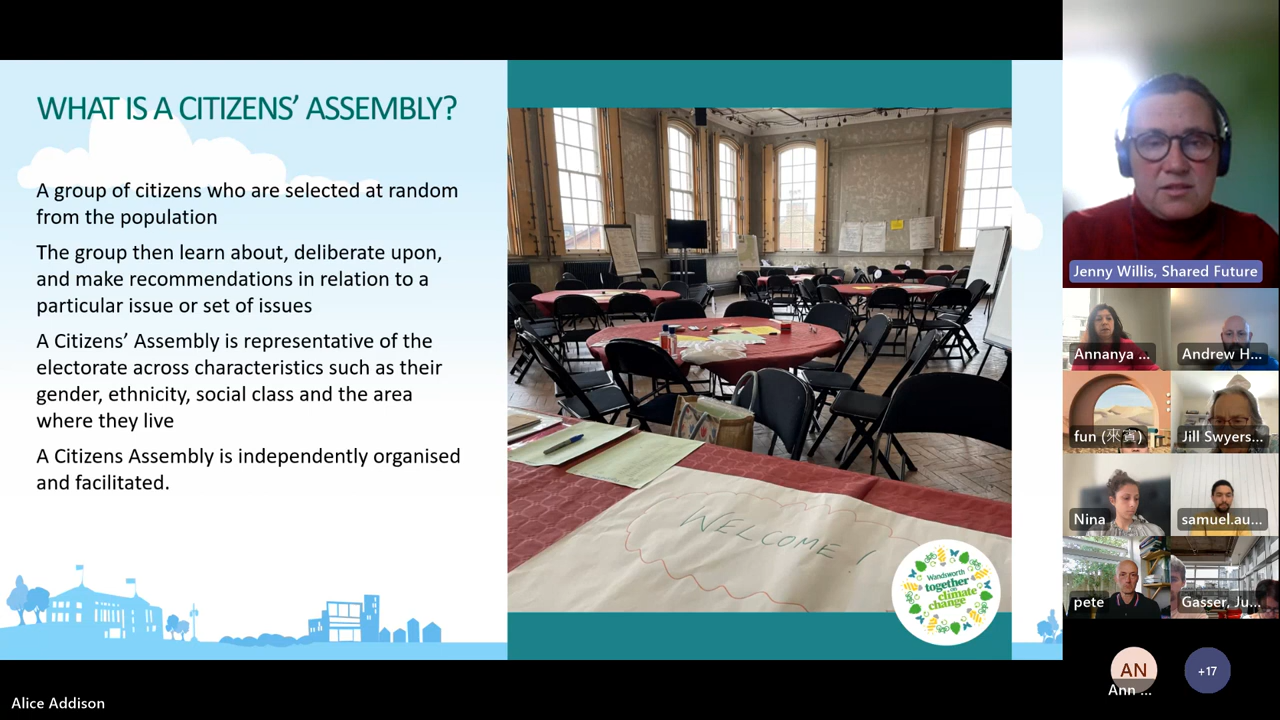 WHAT IS A CITIZENS’ ASSEMBLY?
A group of citizens who are selected at random
from the population
The group then learn about, deliberate upon,
and make recommendations in relation to a
particular issue or set of issues
A Citizens’ Assembly is representative of the
electorate across characteristics such as their
gender, ethnicity, social class and the area
where they live
A Citizens Assembly is independently organised
and facilitated.
WELCOME!
Wandsworth
together
on
climate
change
Jenny Willis, Shared Future
Annanya ...
Andrew H...
fun (來賓)
Jill Swyers...
Nina
samuel.au...
pete
Gasser, Ju...
AN
Ann ...
+17
Alice Addison